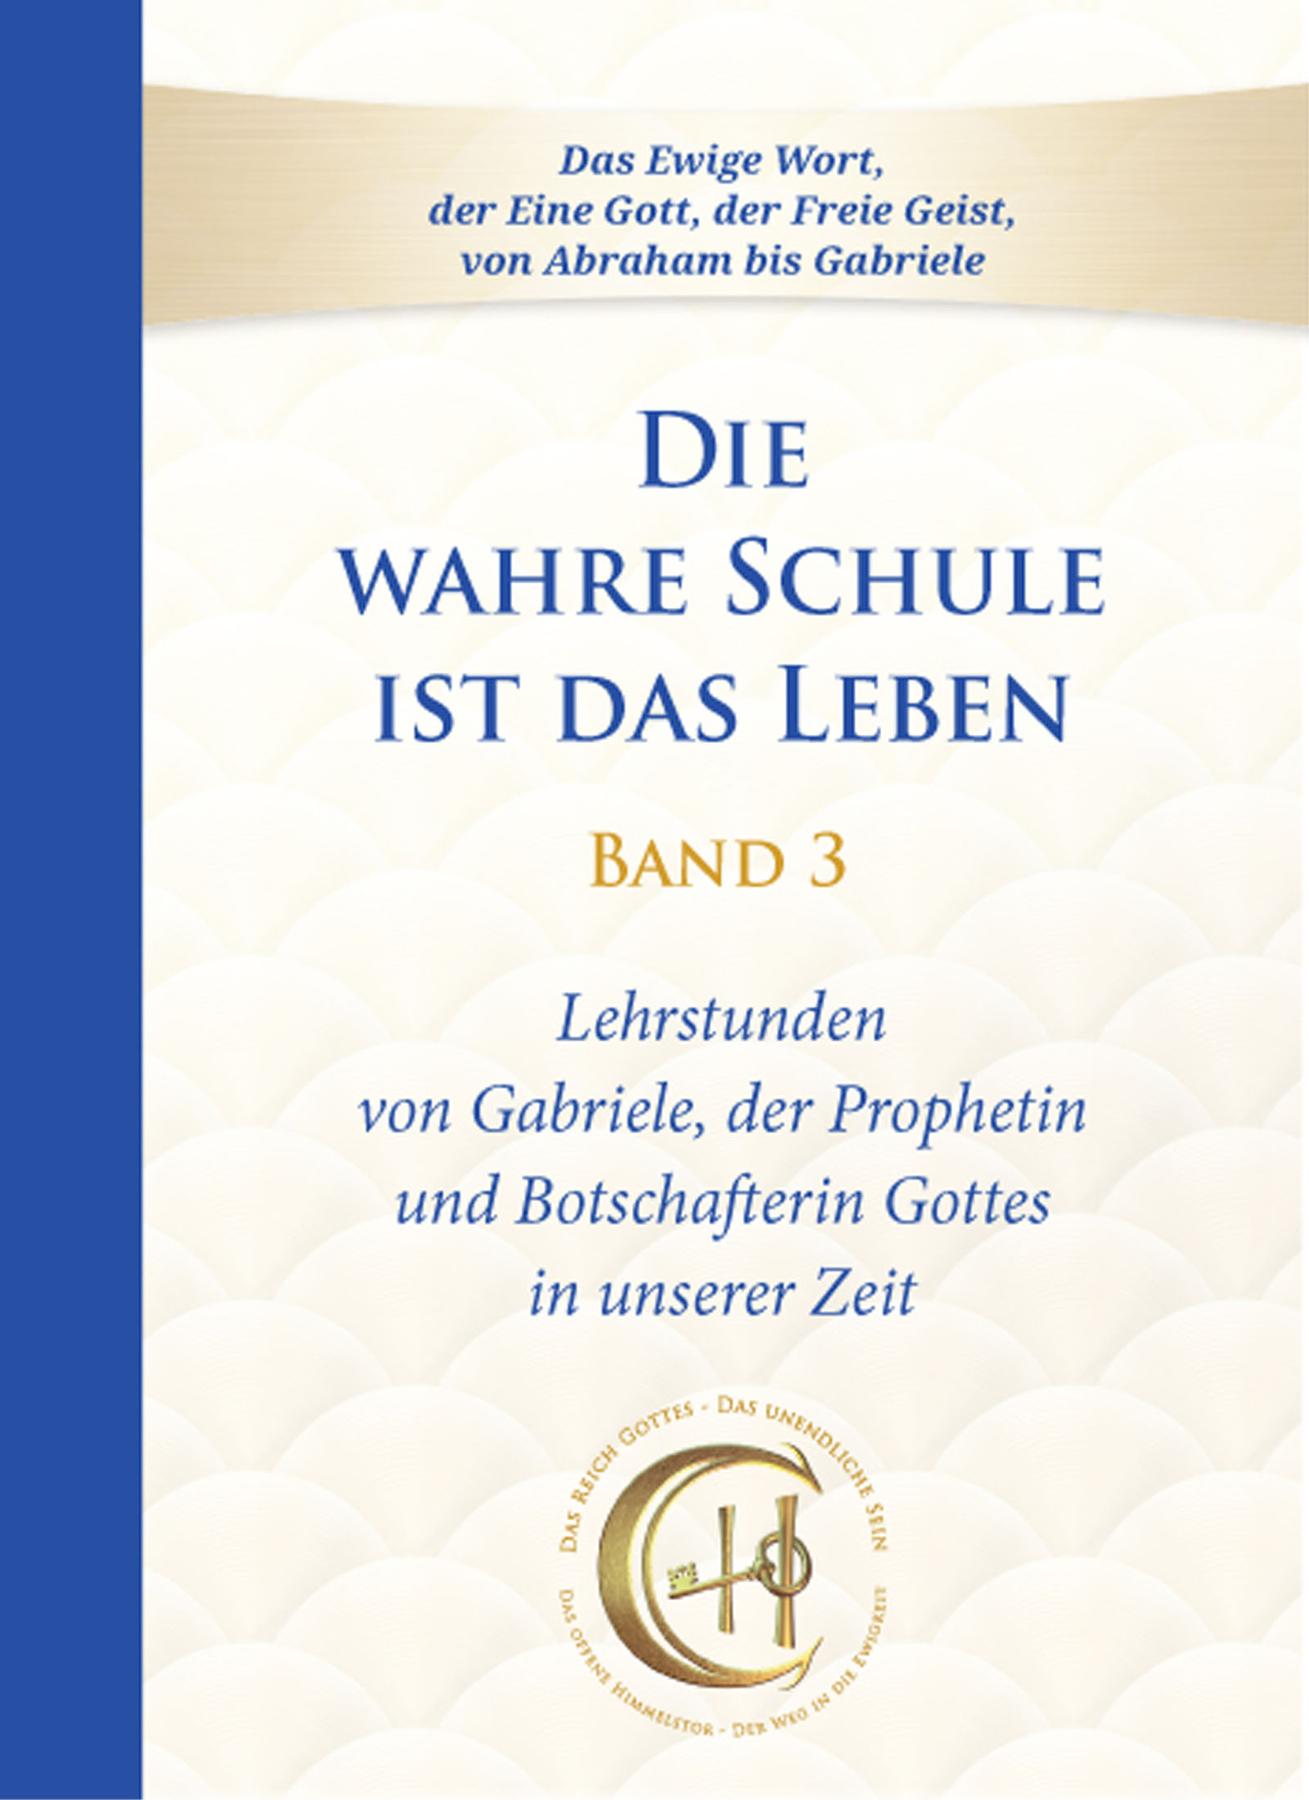 Das Ewige Wort,
der Eine Gott, der Freie Geist,
von Abraham bis Gabriele
Die
wahre Schule
ist das Leben
Band 3
Lehrstunden
von Gabriele, der Prophetin
und Botschafterin Gottes
in unserer Zeit
Das Reich Gottes - Das unendliche Sein
CH
Das offene Himmelstor - Der Weg in die Ewigkeit